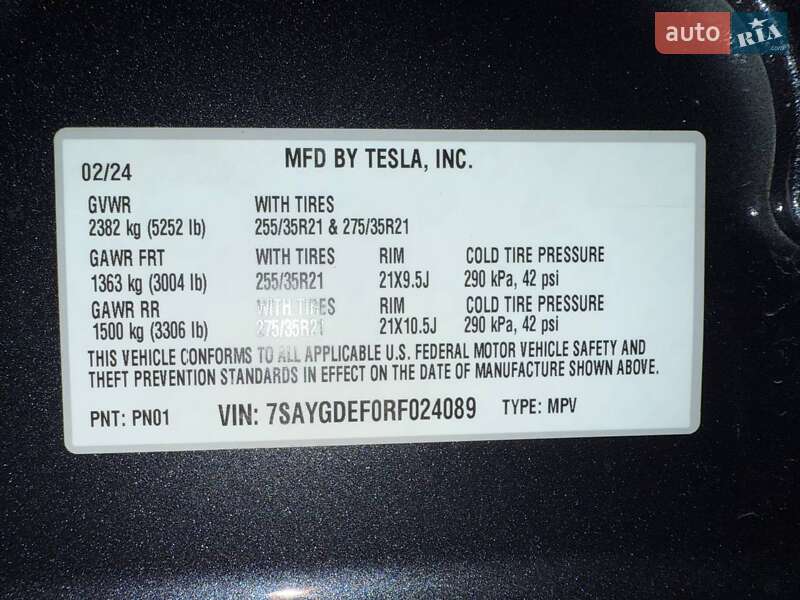 auto RIA .com
MFD BY TESLA, INC.
02/24
GVWR WITH TIRES
2382 kg (5252 lb) 255/35R21 & 275/35R21
GAWR FRT WITH TIRES RIM COLD TIRE PRESSURE
1363 kg (3004 lb) 255/35R21 21X9.5J 290 kPa, 42 psi
GAWR RR WITH TIRES RIM COLD TIRE PRESSURE
1500 kg (3306 lb) 275/35R21 21X10.5J 290 kPa, 42 psi
THIS VEHICLE CONFORMS TO ALL APPLICABLE U.S. FEDERAL MOTOR VEHICLE SAFETY AND
THEFT PREVENTION STANDARDS IN EFFECT ON THE DATE OF MANUFACTURE SHOWN ABOVE.
PNT: PN01 VIN: 7SAYGDEF0RF024089 TYPE: MPV